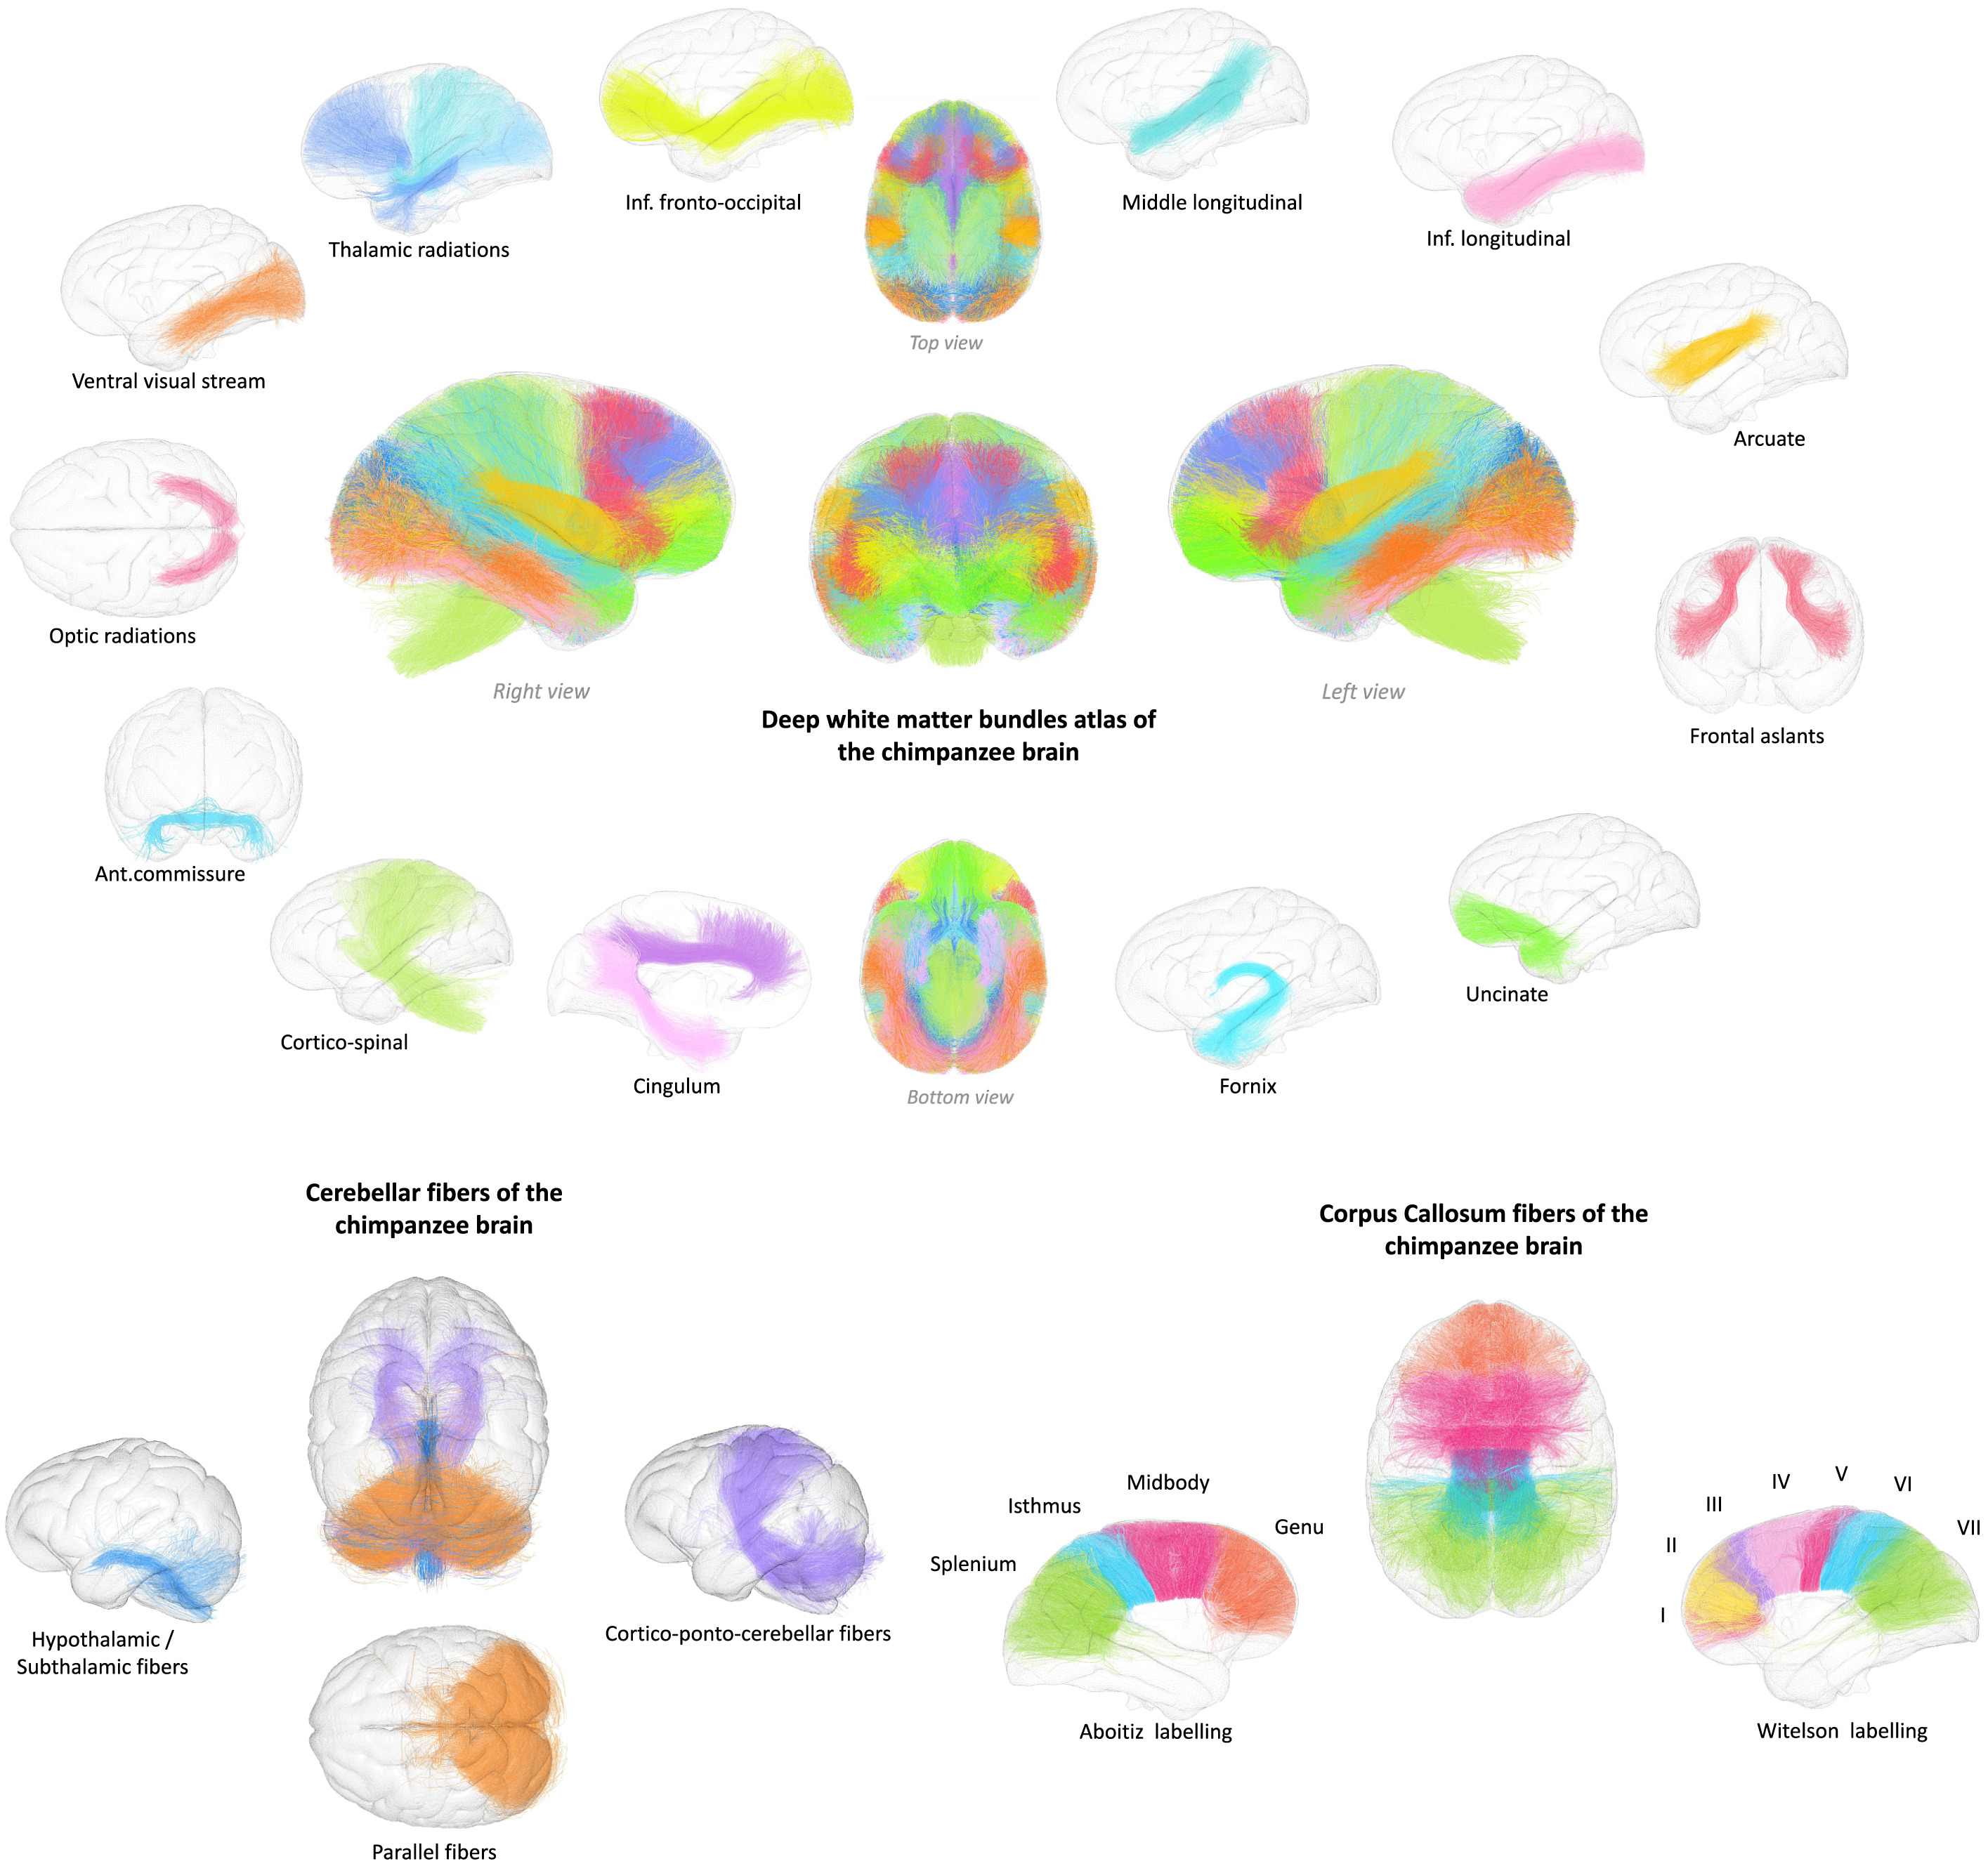 Inf. fronto-occipital
Middle longitudinal
Inf. longitudinal
Thalamic radiations
Top view
Ventral visual stream
Arcuate
Optic radiations
Right view
Left view
Deep white matter bundles atlas of
the chimpanzee brain
Frontal aslants
Ant.commissure
Cortico-spinal
Cingulum
Bottom view
Fornix
Uncinate
Cerebellar fibers of the
chimpanzee brain
Hypothalamic /
Subthalamic fibers
Cortico-ponto-cerebellar fibers
Parallel fibers
Corpus Callosum fibers of the
chimpanzee brain
Splenium
Isthmus
Midbody
Genu
Aboitiz labelling
I
II
III
IV
V
VI
VII
Witelson labelling